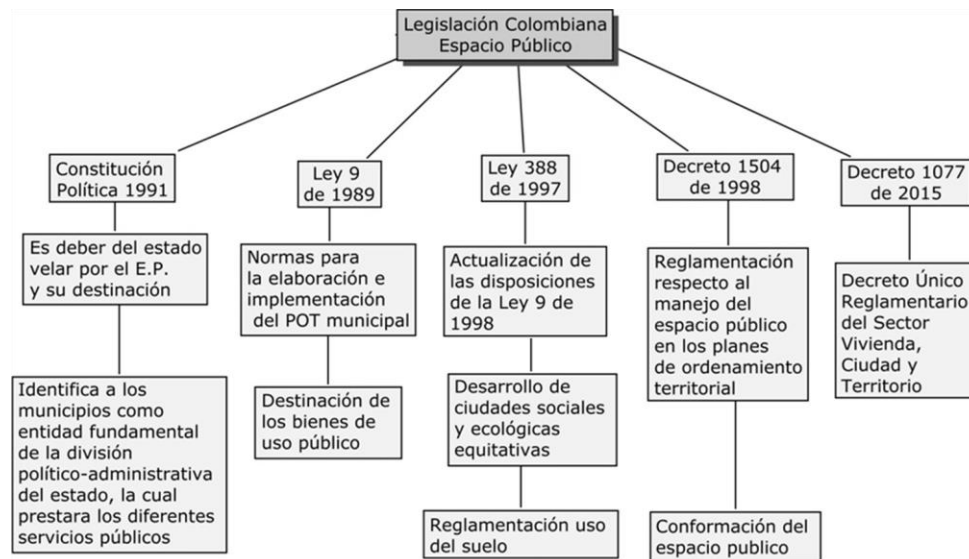 Legislación Colombiana
Espacio Público
Constitución
Política 1991
Es deber del estado
velar por el E.P.
y su destinación
Identifica a los
municipios como
entidad fundamental
de la división
político-administrativa
del estado, la cual
prestara los diferentes
servicios públicos
Ley 9
de 1989
Normas para
la elaboración e
implementación
del POT municipal
Destinación de
los bienes de
uso público
Ley 388
de 1997
Actualización de
las disposiciones
de la Ley 9 de
1998
Desarrollo de
ciudades sociales
y ecológicas
equitativas
Reglamentación uso
del suelo
Decreto 1504
de 1998
Reglamentación
respecto al
manejo del
espacio público
en los planes
de ordenamiento
territorial
Conformación del
espacio publico
Decreto 1077
de 2015
Decreto Único
Reglamentario
del Sector
Vivienda,
Ciudad y
Territorio